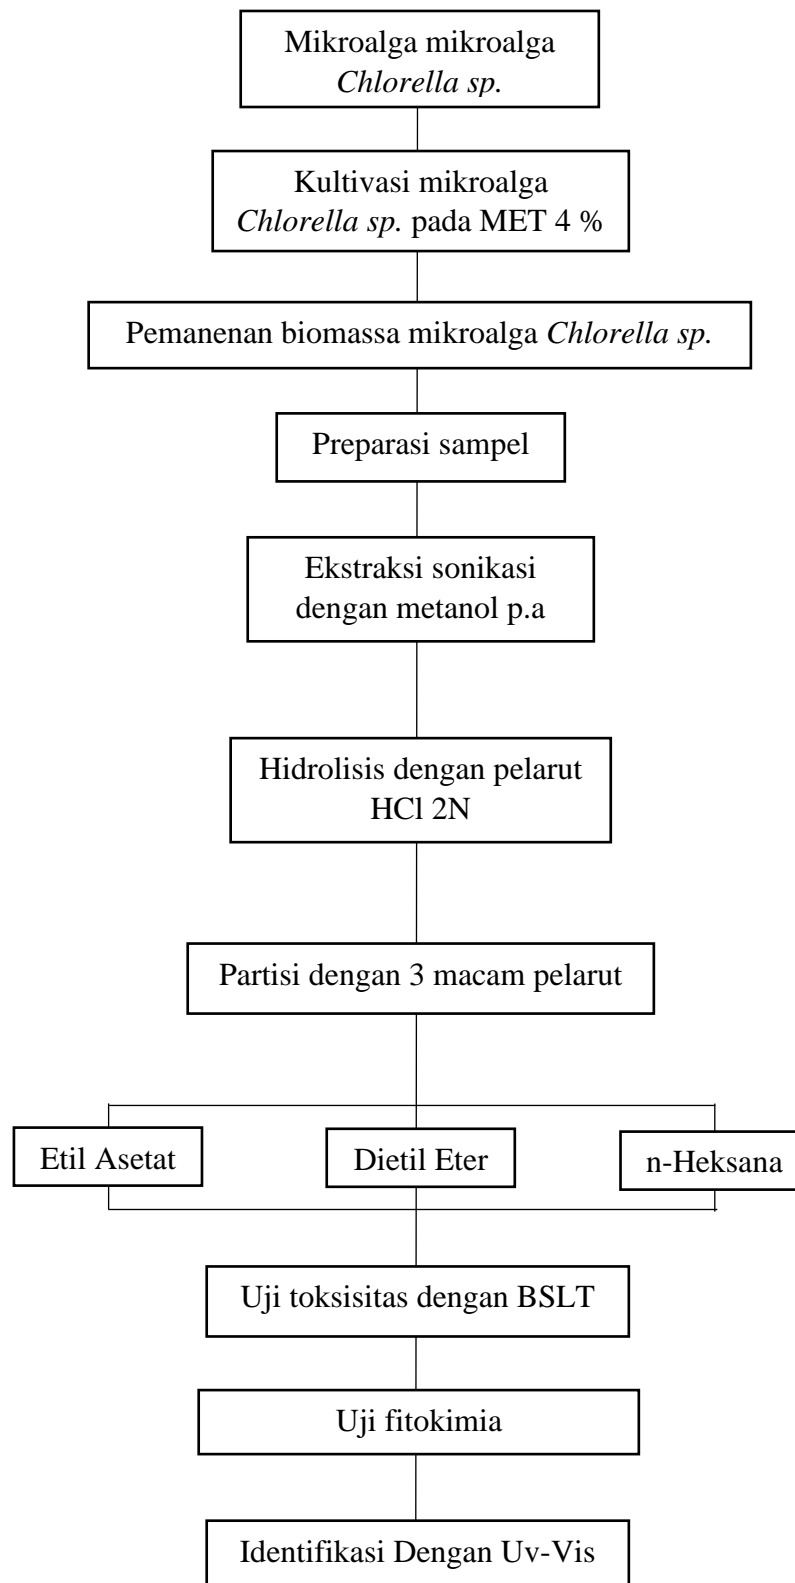 Mikroalga mikroalga
Chlorella sp.
Kultivasi mikroalga
Chlorella sp. pada MET 4 %
Pemanenan biomassa mikroalga Chlorella sp.
Preparasi sampel
Ekstraksi sonikasi
dengan metanol p.a
Hidrolisis dengan pelarut
HCl 2N
Partisi dengan 3 macam pelarut
Etil Asetat
Dietil Eter
n-Heksana
Uji toksisitas dengan BSLT
Uji fitokimia
Identifikasi Dengan Uv-Vis